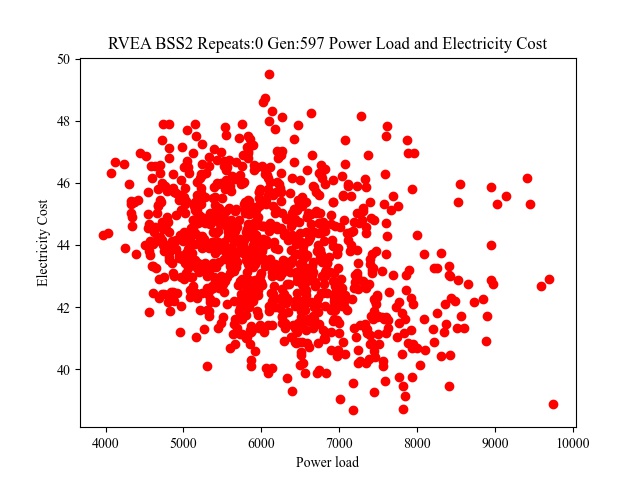 RVEA BSS2 Repeats:0 Gen:597 Power Load and Electricity Cost
50
48
46
44
42
40
Electricity Cost
4000 5000 6000 7000 8000 9000 10000
Power load